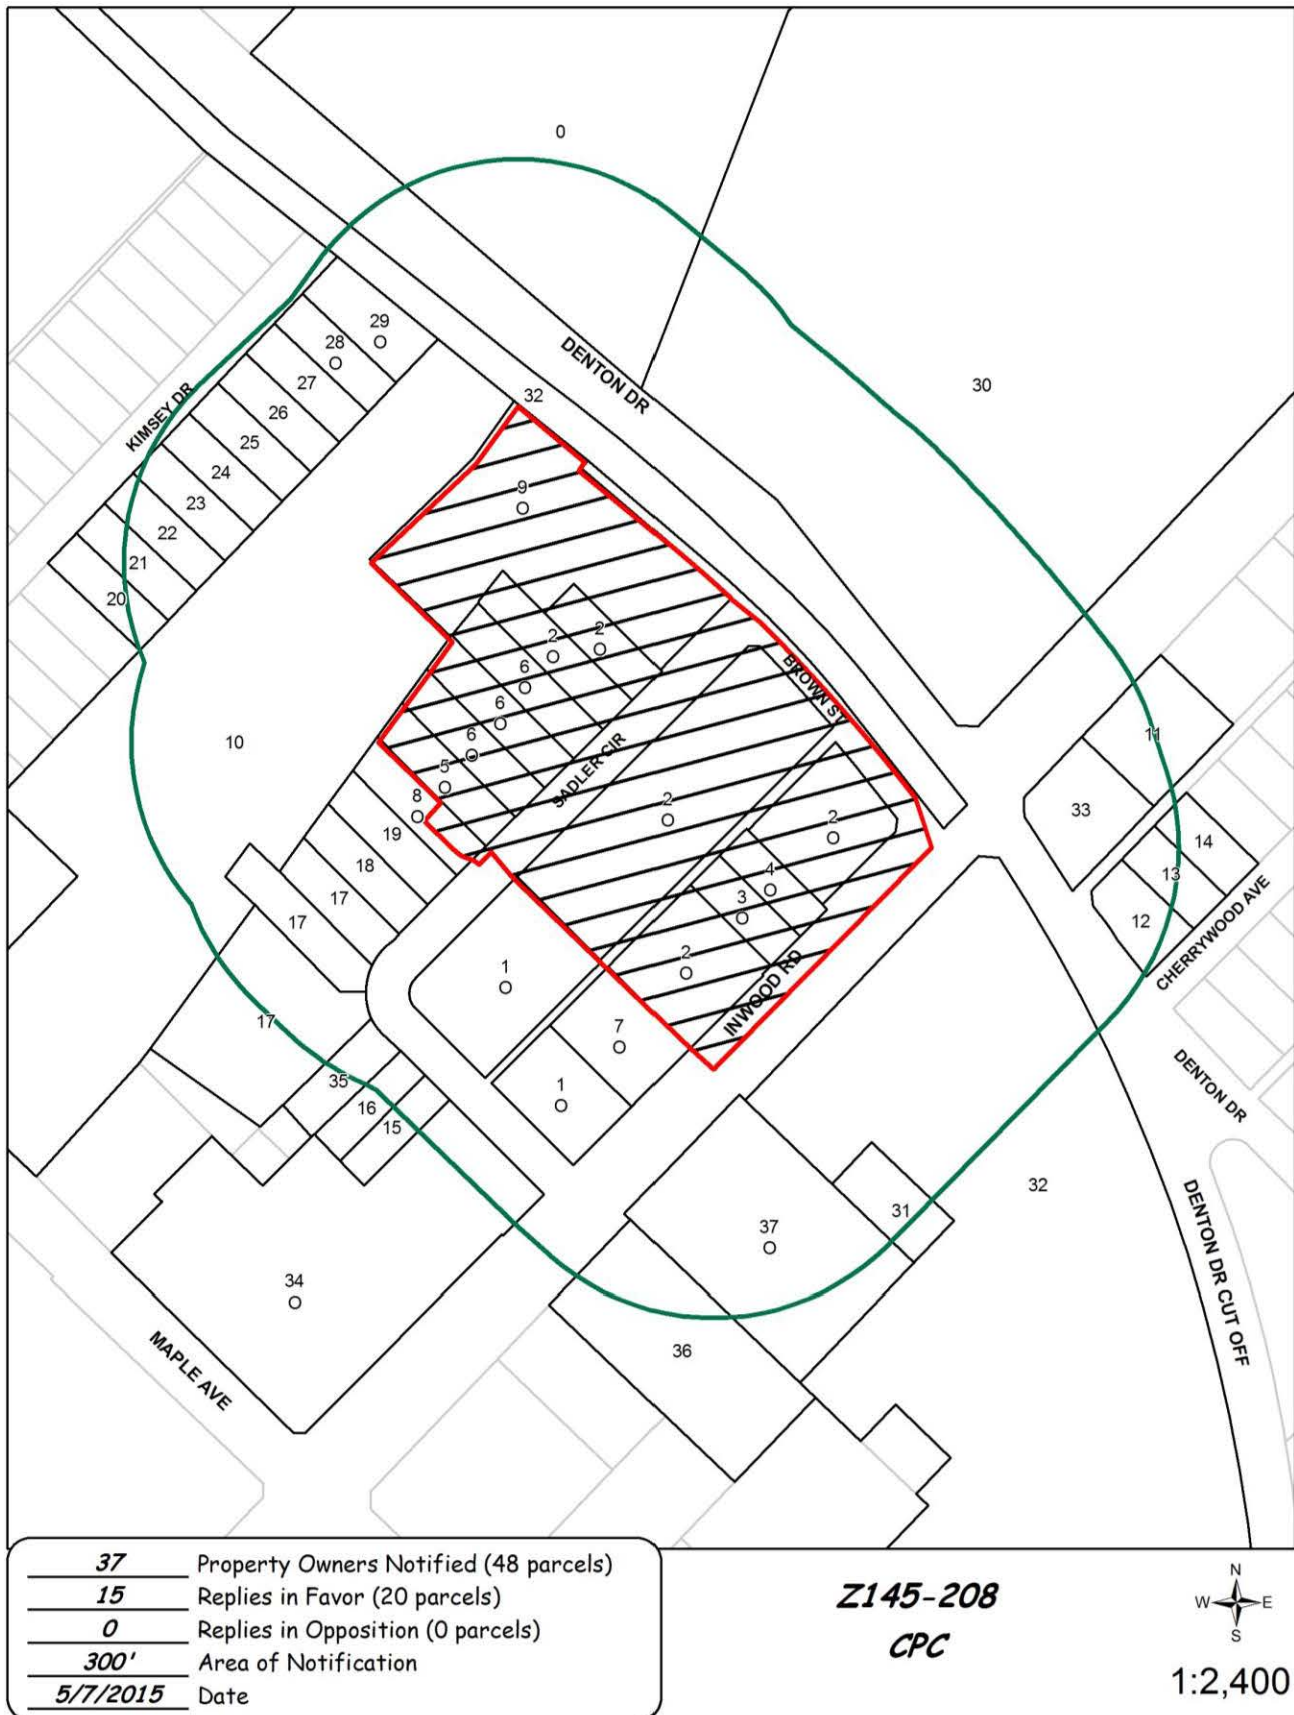 0
29
28
DENTON DR
27
30
32
KIMSEY DR
26
25
24
9
23
22
21
20
2
2
6
BROWN ST
6
10
11
6
SADLER CIR
5
8
2
33
19
2
14
18
4
13
17
3
12
17
CHERRYWOOD AVE
1
2
INWOOD RD
17
7
35
1
DENTON DR
16
15
32
31
37
DENTON DR CUT OFF
34
36
MAPLE AVE
37 Property Owners Notified (48 parcels)
15 Replies in Favor (20 parcels)
0 Replies in Opposition (0 parcels)
300' Area of Notification
5/7/2015 Date
Z145-208
CPC
N
W E
S
1:2,400